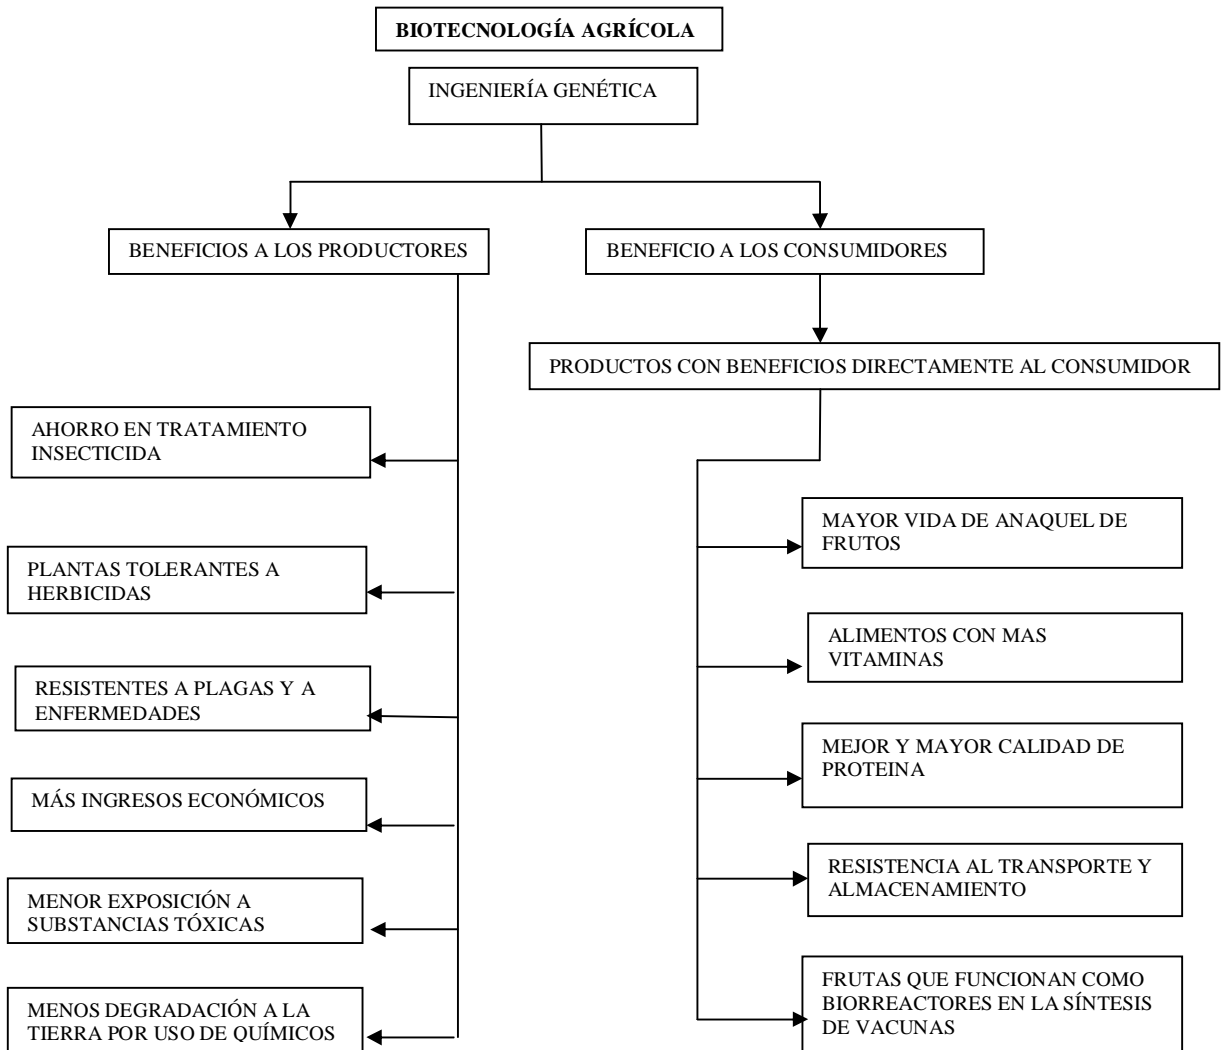 BIOTECNOLOGÍA AGRÍCOLA
INGENIERÍA GENÉTICA
BENEFICIOS A LOS PRODUCTORES
BENEFICIO A LOS CONSUMIDORES
PRODUCTOS CON BENEFICIOS DIRECTAMENTE AL CONSUMIDOR
AHORRO EN TRATAMIENTO
INSECTICIDA
PLANTAS TOLERANTES A
HERBICIDAS
RESISTENTES A PLAGAS Y A
ENFERMEDADES
MÁS INGRESOS ECONÓMICOS
MENOR EXPOSICIÓN A
SUBSTANCIAS TÓXICAS
MENOS DEGRADACIÓN A LA
TIERRA POR USO DE QUÍMICOS
MAYOR VIDA DE ANAQUEL DE
FRUTOS
ALIMENTOS CON MAS
VITAMINAS
MEJOR Y MAYOR CALIDAD DE
PROTEINA
RESISTENCIA AL TRANSPORTE Y
ALMACENAMIENTO
FRUTAS QUE FUNCIONAN COMO
BIORREACTORES EN LA SÍNTESIS
DE VACUNAS